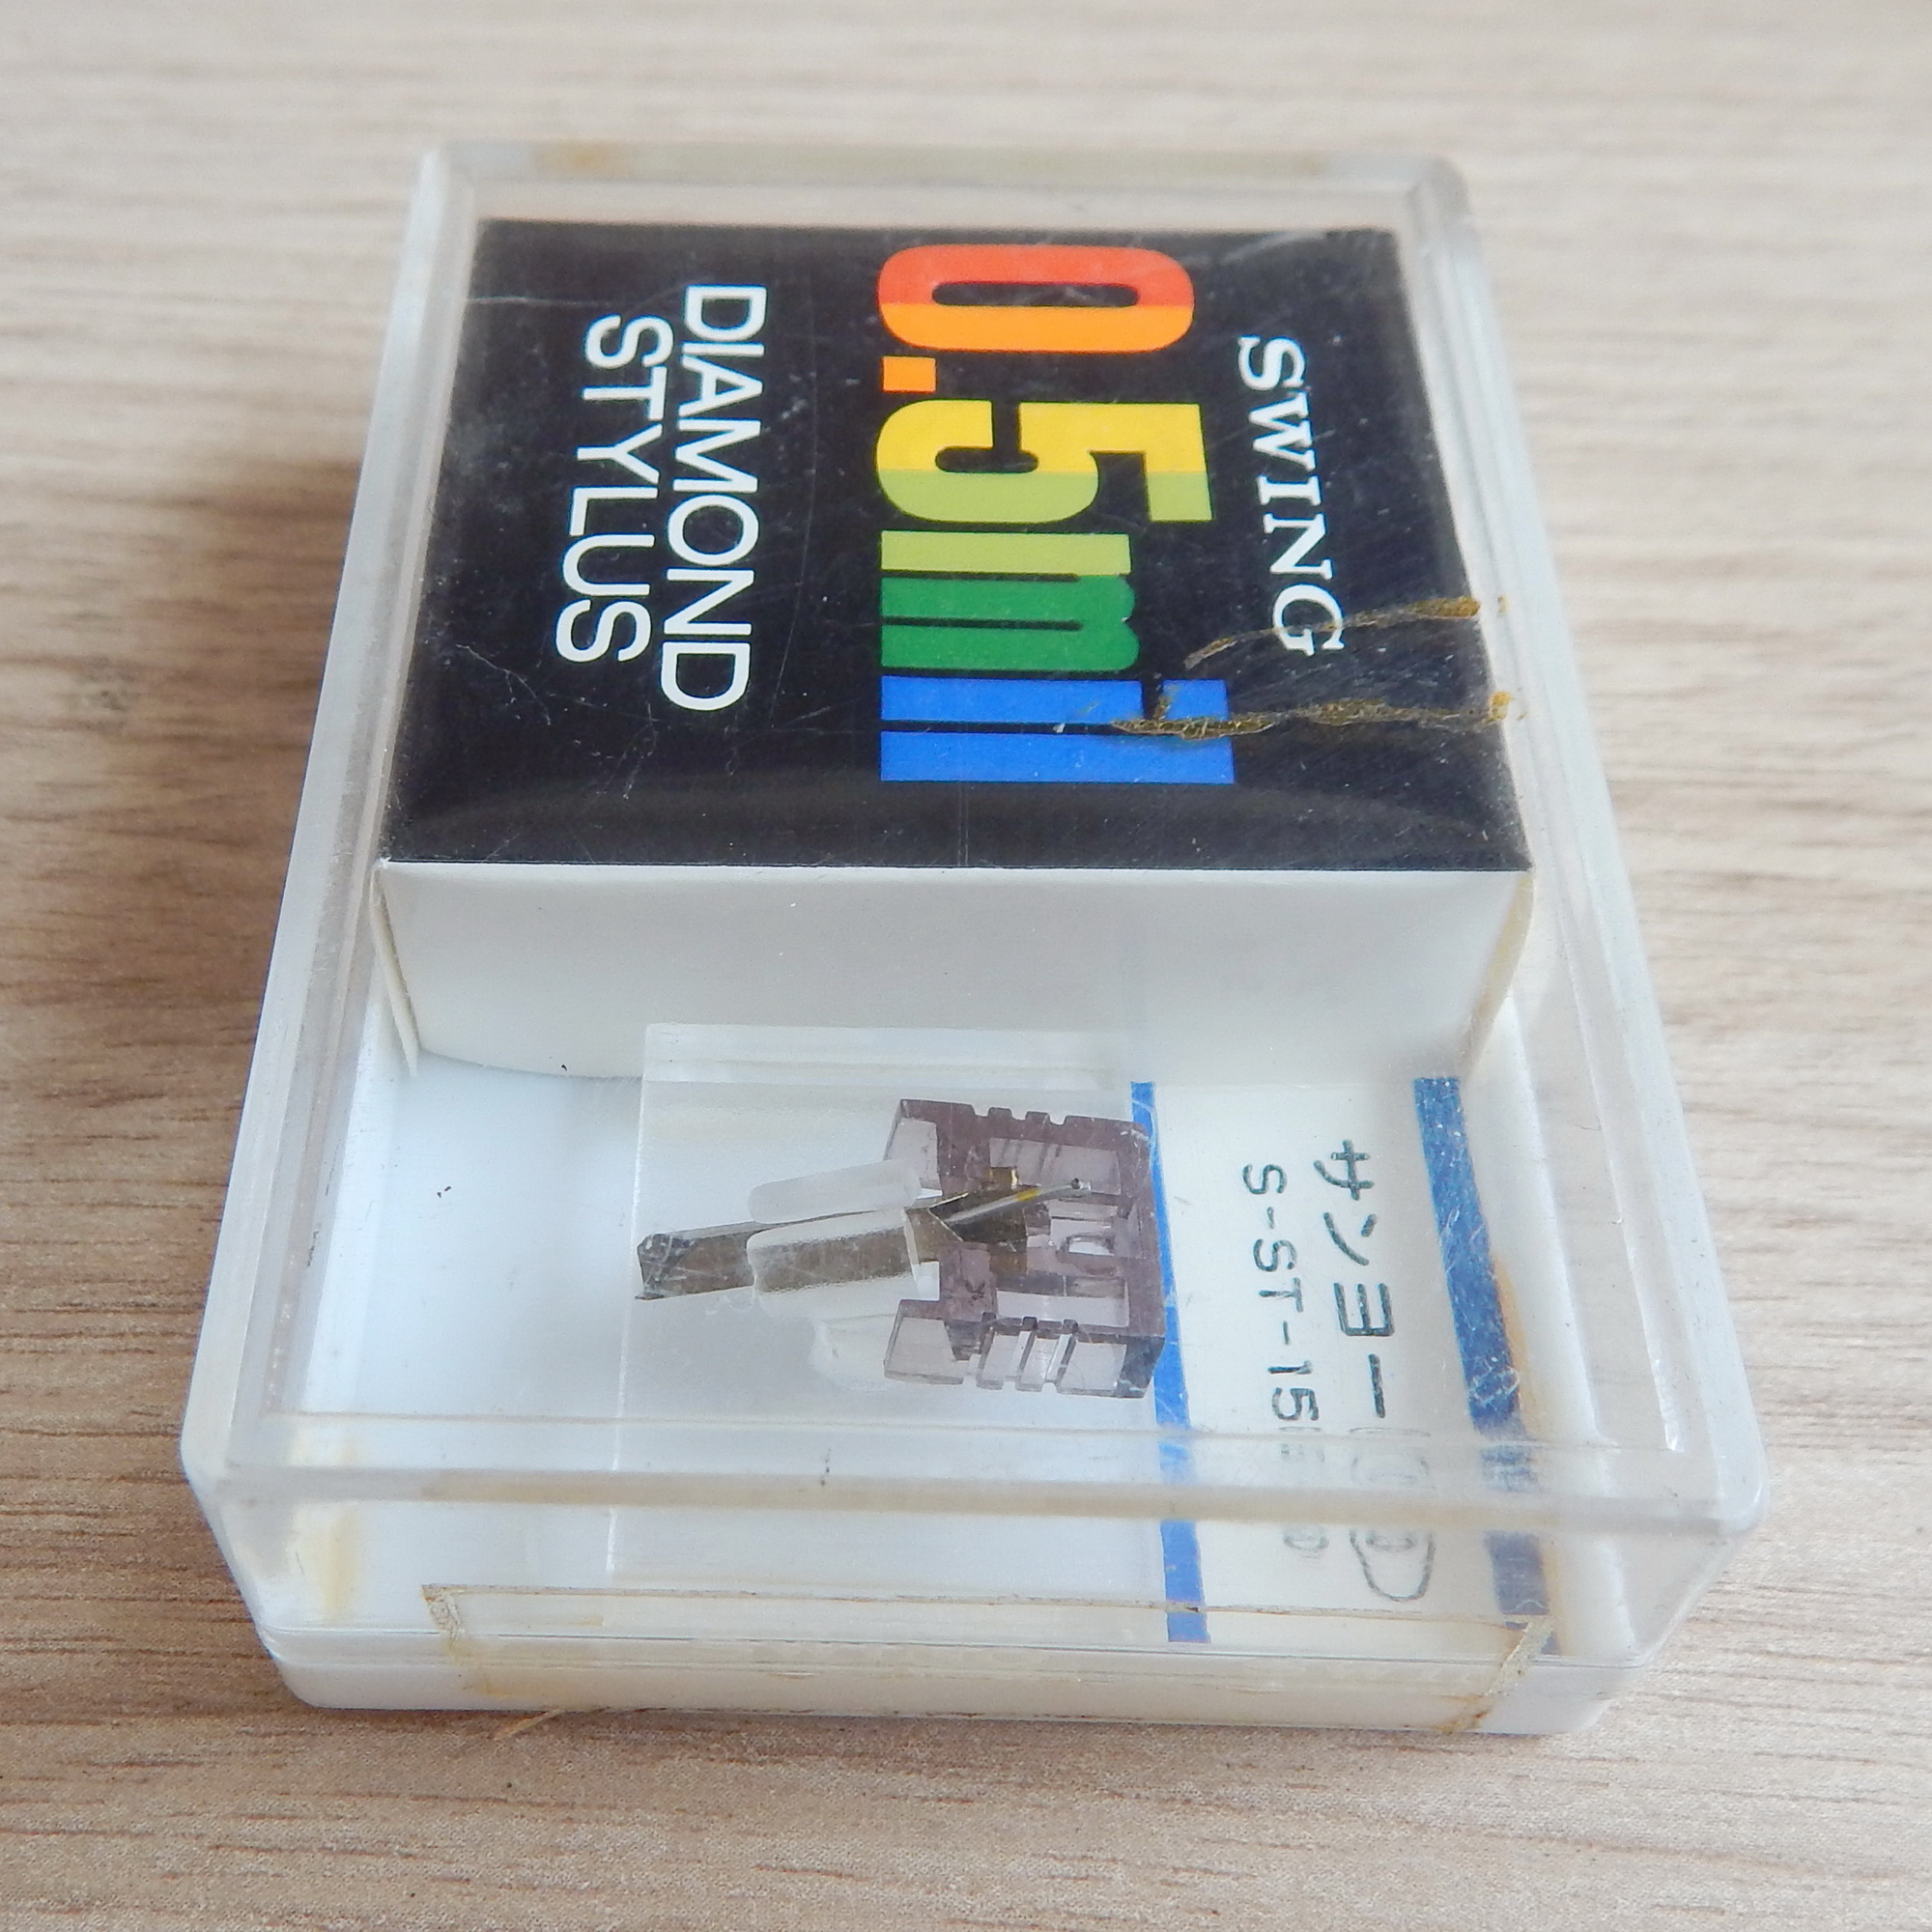 SWING
0.5mil
DIAMOND
STYLUS
サンヨー
S-ST-15